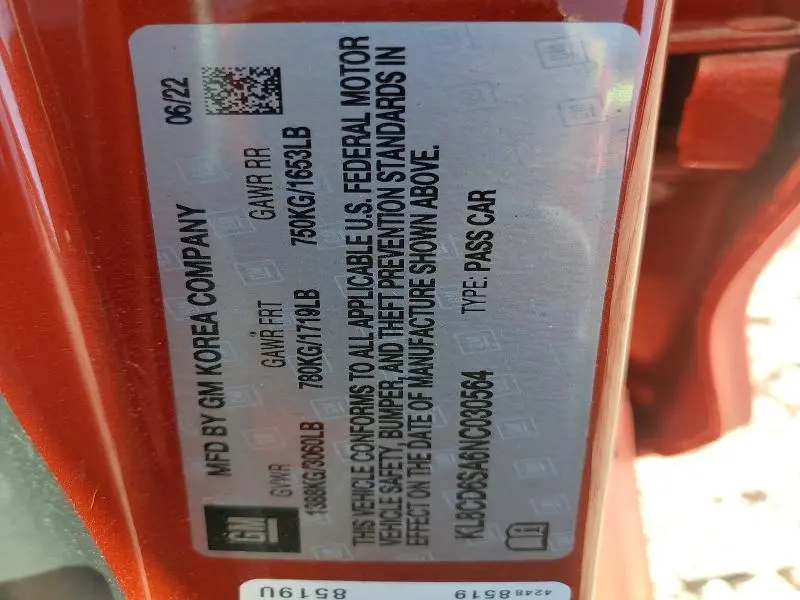 GM
MFD BY GM KOREA COMPANY 06/22
GVWR GAWR FRT GAWR RR
1388KG/3060LB 780KG/1719LB 750KG/1653LB
THIS VEHICLE CONFORMS TO ALL APPLICABLE U.S. FEDERAL MOTOR
VEHICLE SAFETY, BUMPER, AND THEFT PREVENTION STANDARDS IN
EFFECT ON THE DATE OF MANUFACTURE SHOWN ABOVE.
KL8CD6SA6NC030564 TYPE: PASS CAR
8519U 4248 8519